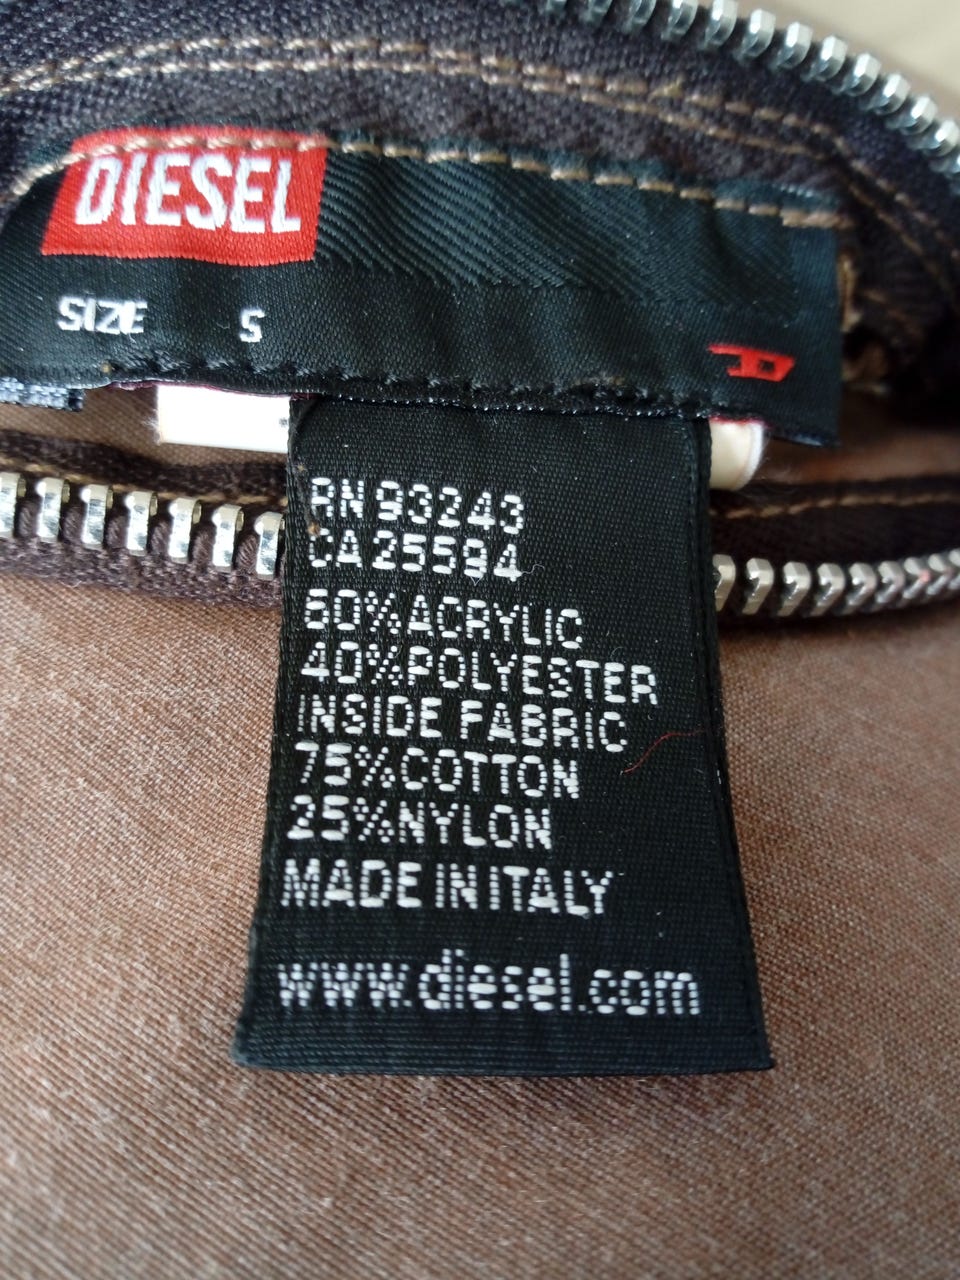 DIESEL
SIZE S
D
RN 93243
CA 25594
60% ACRYLIC
40% POLYESTER
INSIDE FABRIC
75% COTTON
25% NYLON
MADE IN ITALY
www.diesel.com